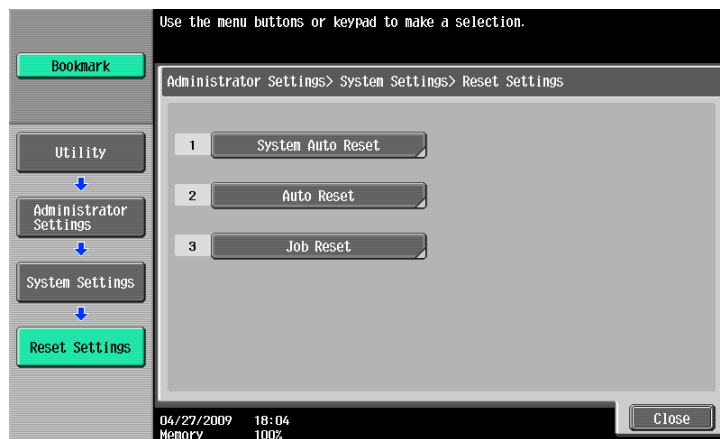 Use the menu buttons or keypad to make a selection.
Bookmark
Administrator Settings> System Settings> Reset Settings
Utility
Administrator
Settings
System Settings
Reset Settings
1 System Auto Reset
2 Auto Reset
3 Job Reset
04/27/2009 18:04
Memory 100%
Close